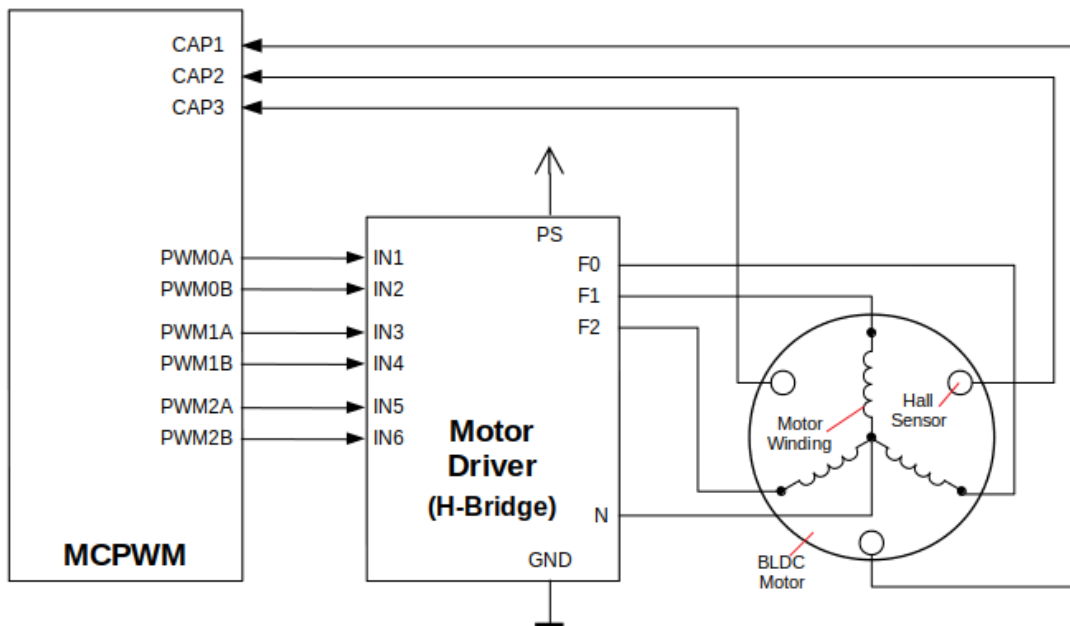 CAP1
CAP2
CAP3
PWM0A
PWM0B
PWM1A
PWM1B
PWM2A
PWM2B
MCPWM
PS
IN1
IN2
IN3
IN4
IN5
IN6
F0
F1
F2
Motor
Driver
(H-Bridge)
N
GND
Hall
Sensor
Motor
Winding
BLDC
Motor